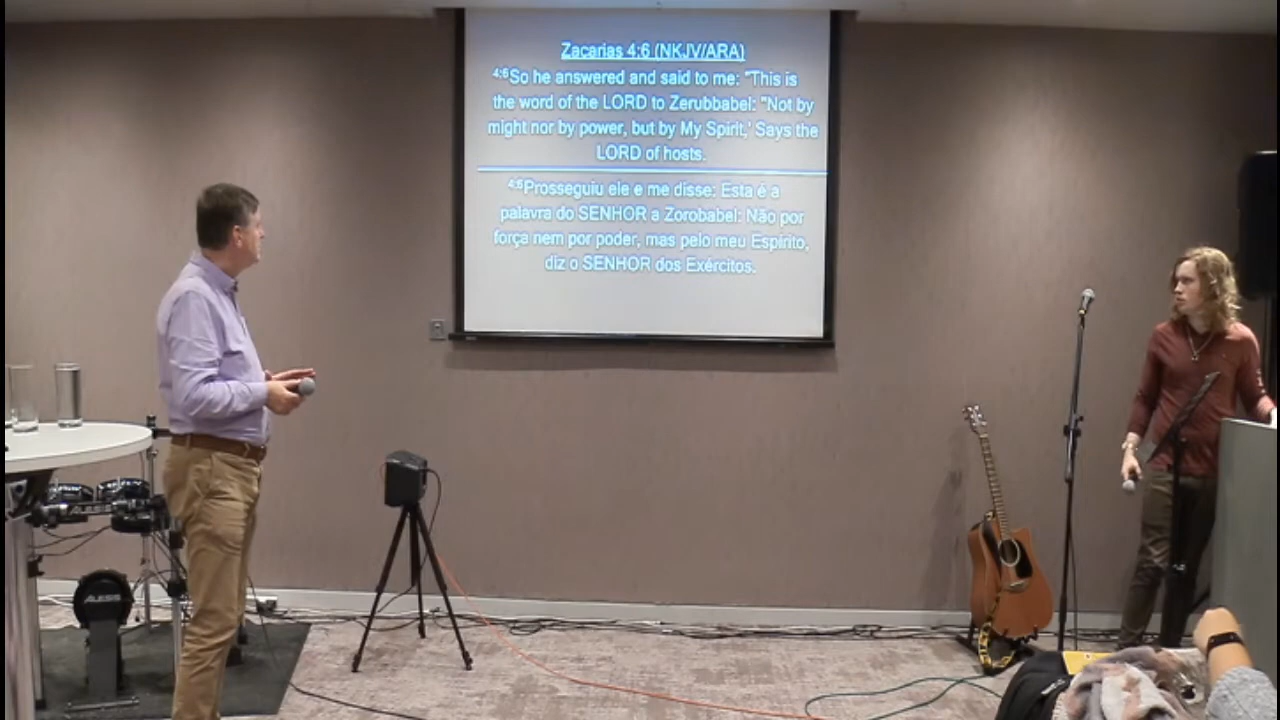 Zacarias 4:6 (NKJV/ARA)
4:6So he answered and said to me: "This is
the word of the LORD to Zerubbabel: "Not by
might nor by power, but by My Spirit,' Says the
LORD of hosts.
4:6Prosseguiu ele e me disse: Esta é a
palavra do SENHOR a Zorobabel: Não por
força nem por poder, mas pelo meu Espírito,
diz o SENHOR dos Exércitos.
ALESIS